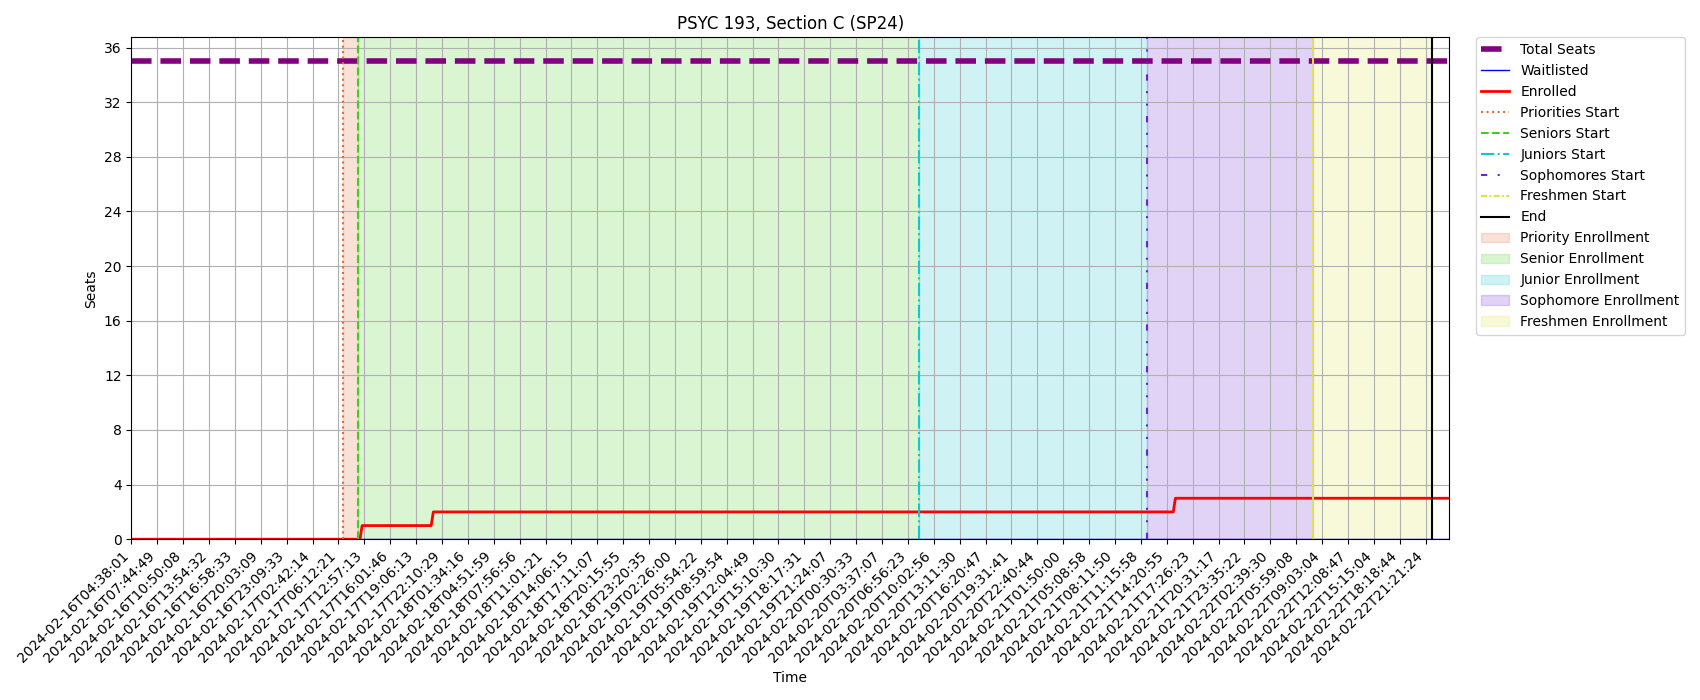 PSYC 193, Section C (SP24)
36
32
28
24
20
16
12
8
4
0
Seats
2024-02-16T04:38:01
2024-02-16T07:44:49
2024-02-16T10:50:08
2024-02-16T13:54:32
2024-02-16T16:58:33
2024-02-16T20:03:09
2024-02-16T23:09:33
2024-02-17T02:42:14
2024-02-17T06:12:21
2024-02-17T12:57:13
2024-02-17T16:01:46
2024-02-17T19:06:13
2024-02-17T22:10:29
2024-02-18T01:34:16
2024-02-18T04:51:59
2024-02-18T07:56:56
2024-02-18T11:01:21
2024-02-18T14:06:15
2024-02-18T17:11:07
2024-02-18T20:15:55
2024-02-18T23:20:35
2024-02-19T02:26:00
2024-02-19T05:54:22
2024-02-19T08:59:54
2024-02-19T12:04:49
2024-02-19T15:10:30
2024-02-19T18:17:31
2024-02-19T21:24:07
2024-02-20T00:30:33
2024-02-20T03:37:07
2024-02-20T06:56:23
2024-02-20T10:02:56
2024-02-20T13:11:30
2024-02-20T16:20:47
2024-02-20T19:31:41
2024-02-20T22:40:44
2024-02-21T01:50:00
2024-02-21T05:08:58
2024-02-21T08:11:50
2024-02-21T11:15:58
2024-02-21T14:20:55
2024-02-21T17:26:23
2024-02-21T20:31:17
2024-02-21T23:35:22
2024-02-22T02:39:30
2024-02-22T05:59:08
2024-02-22T09:03:04
2024-02-22T12:08:47
2024-02-22T15:15:04
2024-02-22T18:18:44
2024-02-22T21:21:24
Time
Total Seats
Waitlisted
Enrolled
Priorities Start
Seniors Start
Juniors Start
Sophomores Start
Freshmen Start
End
Priority Enrollment
Senior Enrollment
Junior Enrollment
Sophomore Enrollment
Freshmen Enrollment